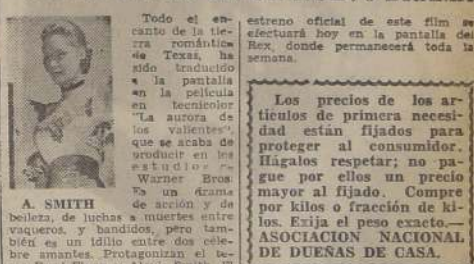 Todo el en-
canto de la tie-
rra romántica
de Texas, ha
sido traducido
a la pantalla
en la película
en tecnicolor
"La aurora de
los valientes",
que se acaba de
producir en los
estudios
Warner Bros.
Es un drama
de acción y de
A. SMITH
belleza, de luchas a muertes entre
vaqueros, y bandidos, pero tam-
bién es un idilio entre dos céle-
bre amantes. Protagonizan el
estreno oficial de este film se
efectuará hoy en la pantalla del
Rex, donde permanecerá toda la
semana.
Los precios de los ar-
tículos de primera necesi-
dad están fijados para
proteger al consumidor.
Hágalos respetar; no pa-
gue por ellos un precio
mayor al fijado. Compre
por kilos o fracción de ki-
los. Exija el peso exacto.—
ASOCIACION NACIONAL
DE DUEÑAS DE CASA.